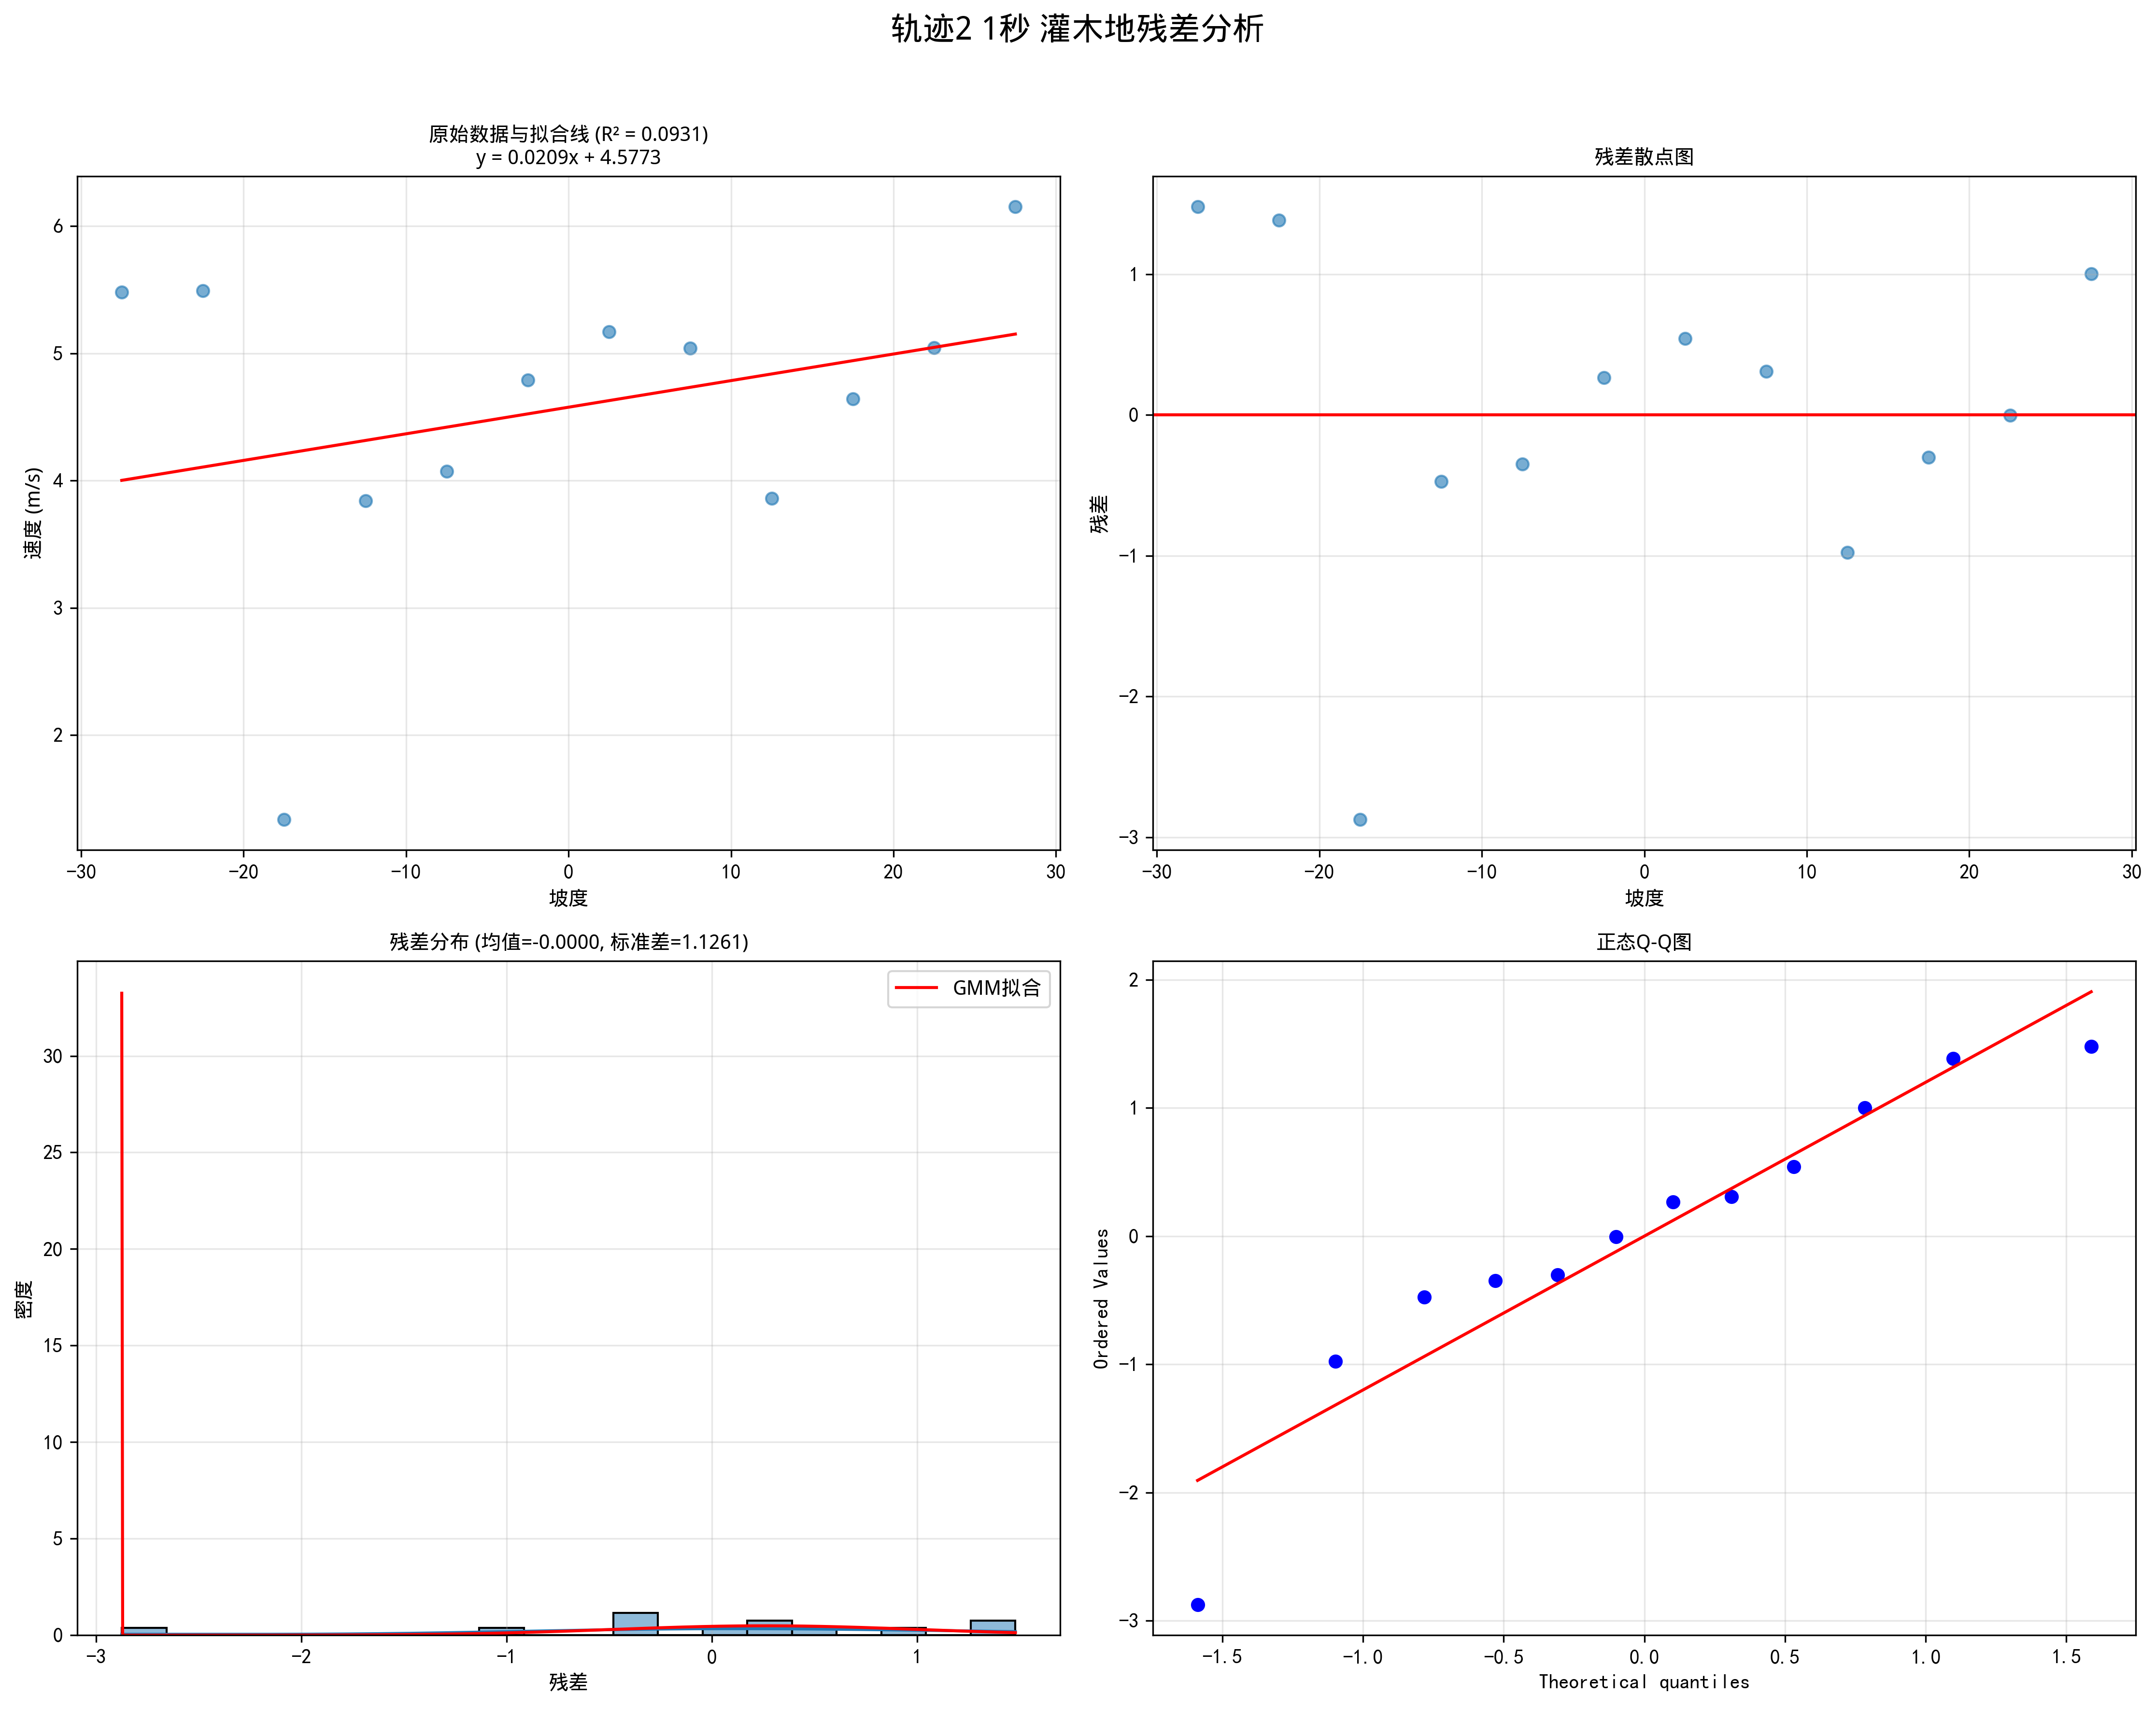 轨迹2 1秒 灌木地残差分析
原始数据与拟合线 (R² = 0.0931)
y = 0.0209x + 4.5773
速度 (m/s)
6
5
4
3
2
−30 −20 −10 0 10 20 30
坡度
残差散点图
残差
1
0
−1
−2
−3
−30 −20 −10 0 10 20 30
坡度
残差分布 (均值=-0.0000, 标准差=1.1261)
GMM拟合
密度
30
25
20
15
10
5
0
−3 −2 −1 0 1
残差
正态Q-Q图
Ordered Values
2
1
0
−1
−2
−3
−1.5 −1.0 −0.5 0.0 0.5 1.0 1.5
Theoretical quantiles